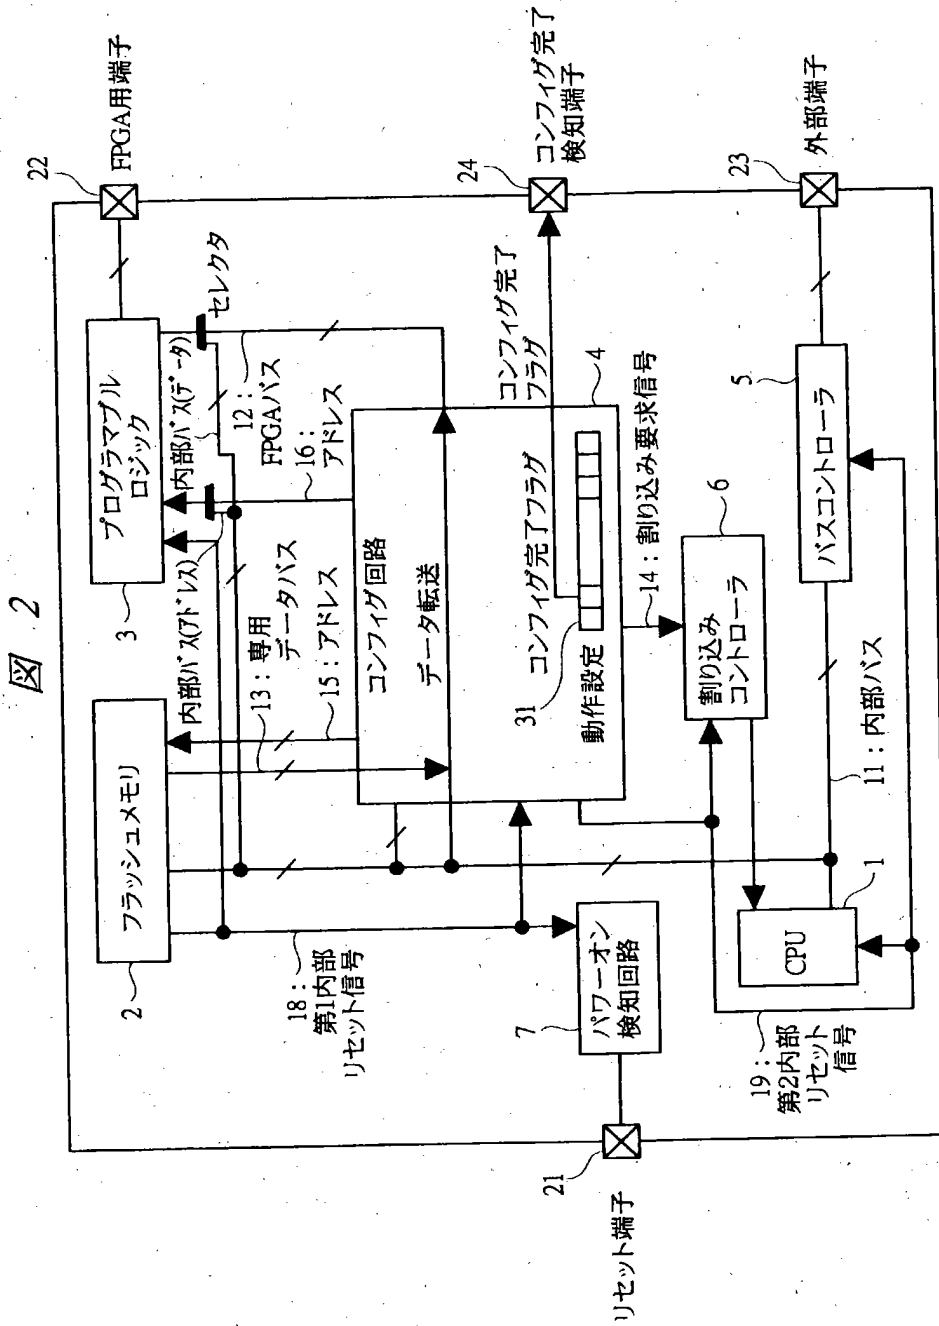 図 2
2
フラッシュメモリ
3
プログラマブル
ロジック
22
FPGA用端子
内部バス(アドレス)
内部バス(データ)
セレクタ
13：専用
データバス
15：アドレス
16：
アドレス
12：
FPGAバス
18：
第1内部
リセット信号
コンフィグ回路
データ転送
コンフィグ完了フラグ
31
動作設定
4
コンフィグ完了
フラグ
24
コンフィグ完了
検知端子
14：割り込み要求信号
7
パワーオン
検知回路
21
リセット端子
6
割り込み
コントローラ
5
バスコントローラ
23
外部端子
CPU
1
11：内部バス
19：
第2内部
リセット
信号